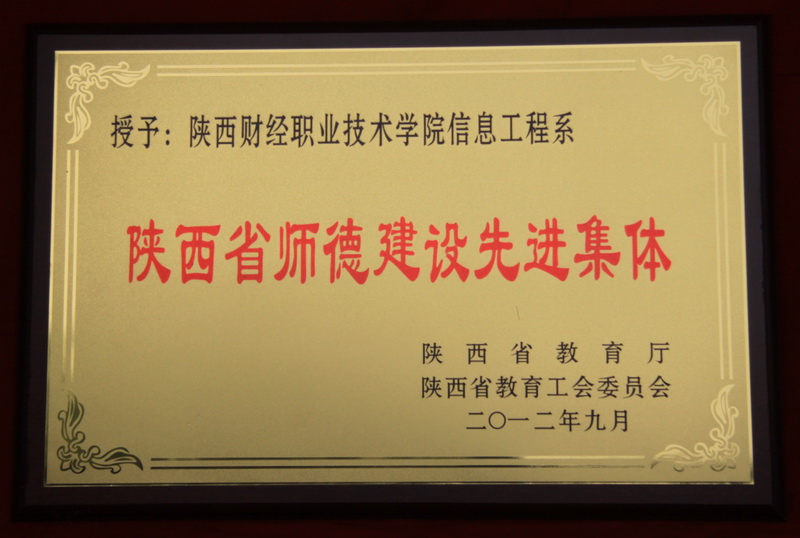 授予：陕西财经职业技术学院信息工程系
陕西省师德建设先进集体
陕西省教育厅
陕西省教育工会委员会
二〇一二年九月